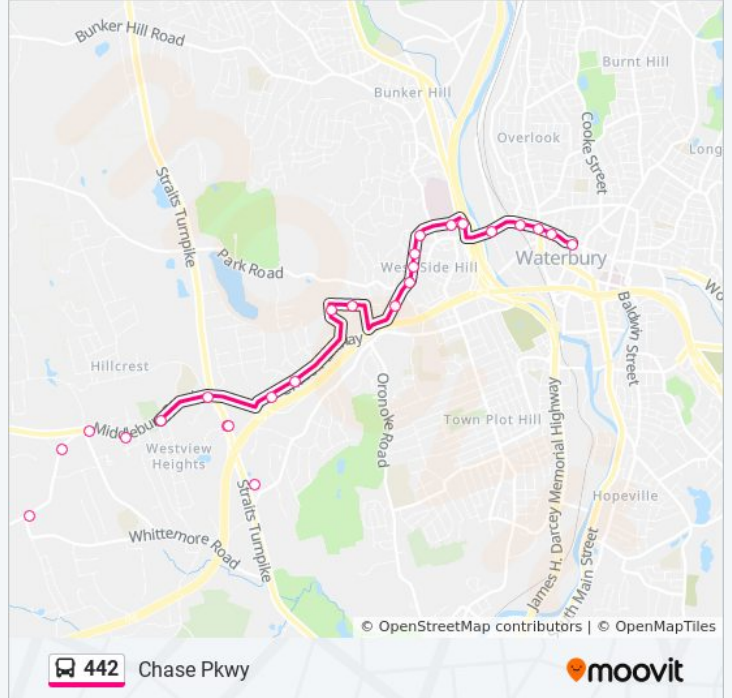 Bunker Hill Road
Burnt Hill
Bunker Hill
Cooke Street
Overlook
Long
Straits Turnpike
Park Road
West Side Hill
Waterbury
Wo
Baldwin Street
Hillcrest
Oronoke Road
Town Plot Hill
Westview
Heights
James H. Darcey Memorial Highway
Straits Turnpike
Hopeville
Whittemore Road
© OpenStreetMap contributors | © OpenMapTiles
442 Chase Pkwy
moovit